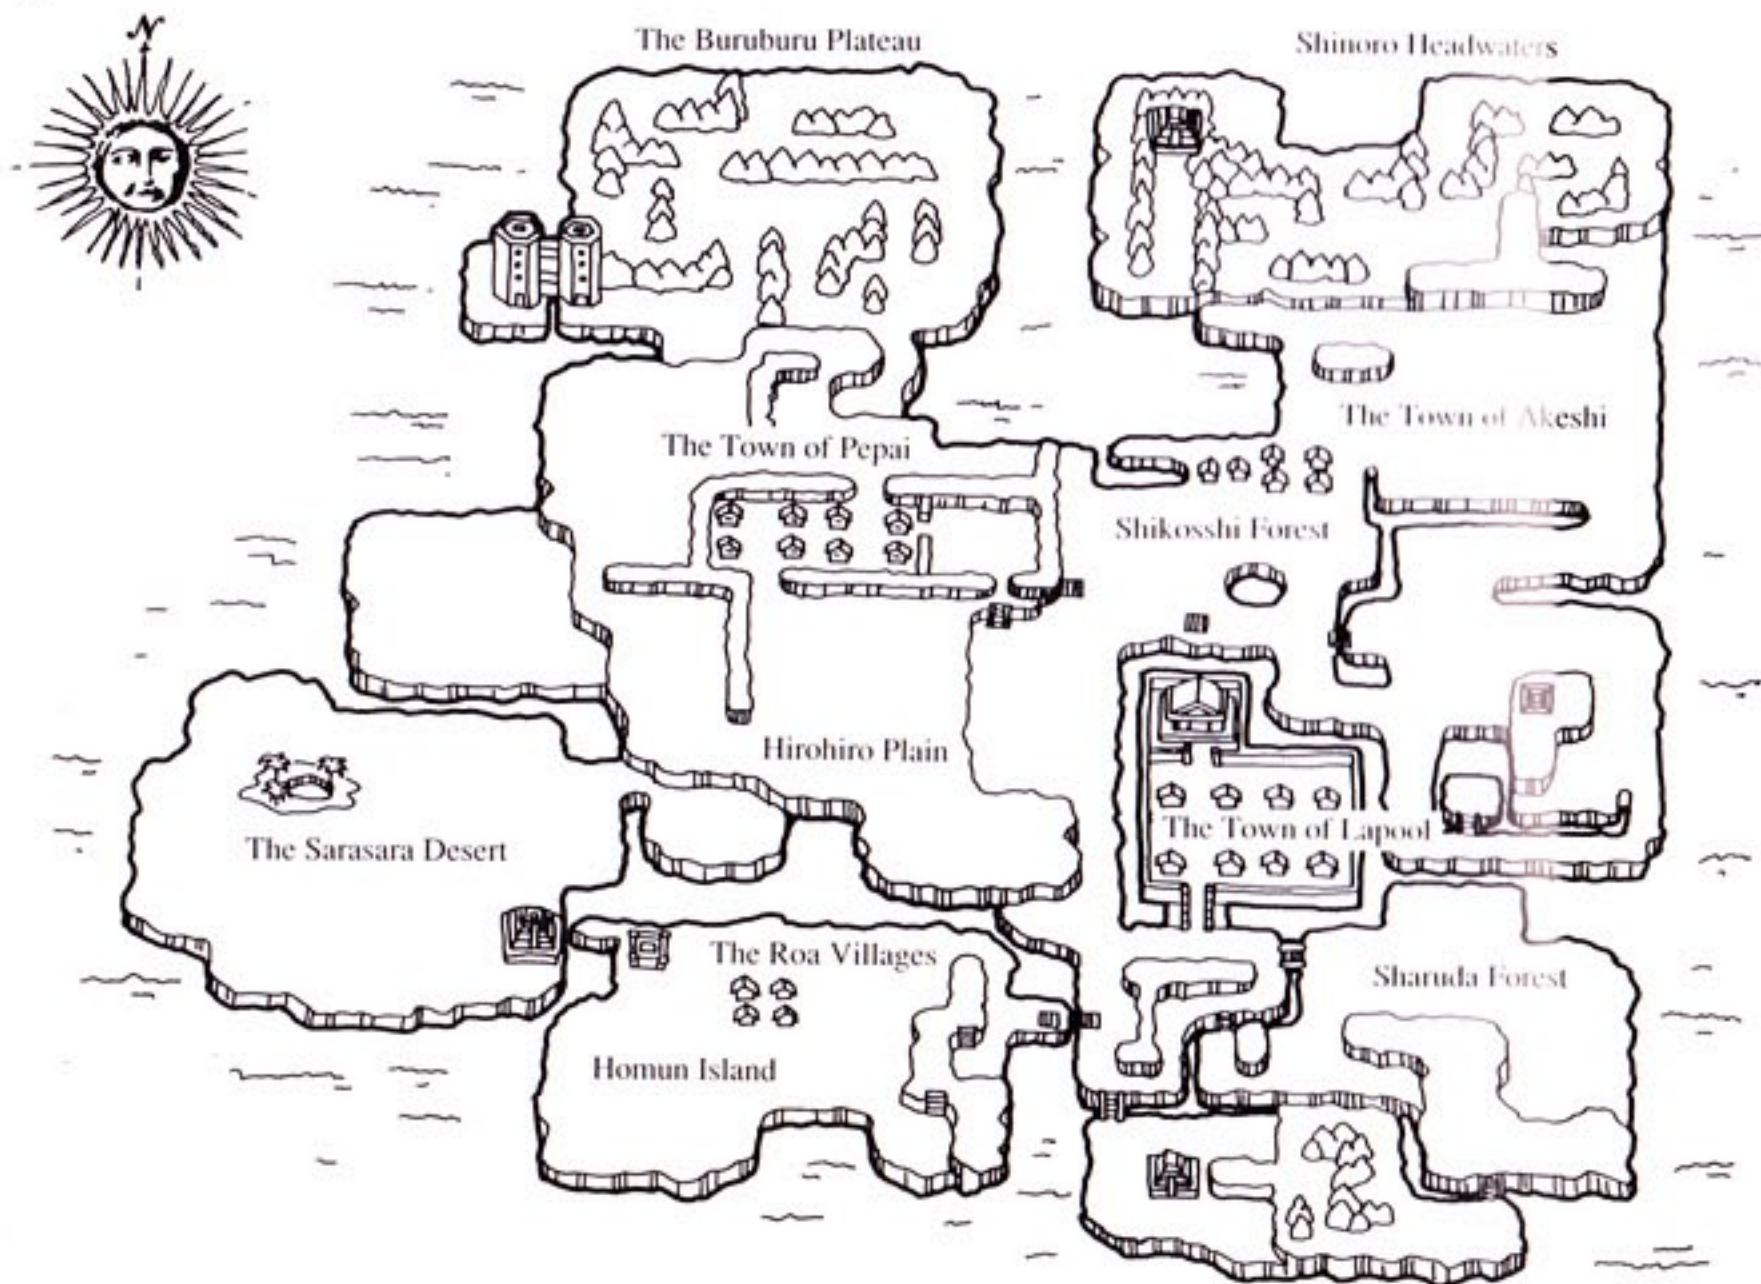 N
The Buruburu Plateau
Shinoro Headwaters
The Town of Akeshi
The Town of Pepai
Shikosshi Forest
Hirohiro Plain
The Town of Lapool
The Sarasara Desert
The Roa Villages
Sharuda Forest
Homun Island